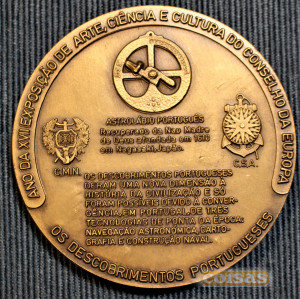 ANO DA XVII EXPOSIÇÃO DE ARTE, CIÊNCIA E CULTURA DO CONSELHO DA EUROPA
ASTROLÁBIO PORTUGUÊS
Recuperado da Nau Madre
de Deus afundada em 1610
em Nagasáki, Japão.
C.M.N.
C.S.A.
OS DESCOBRIMENTOS PORTUGUESES
DERAM UMA NOVA DIMENSÃO À
HISTÓRIA DA CIVILIZAÇÃO E SÓ
FORAM POSSÍVEIS DEVIDO À CONVER-
GÊNCIA, EM PORTUGAL, DE TRÊS
TECNOLOGIAS DE PONTA NA ÉPOCA:
NAVEGAÇÃO ASTRONÓMICA, CARTO-
GRAFIA E CONSTRUÇÃO NAVAL
OS DESCOBRIMENTOS PORTUGUESES
coisas